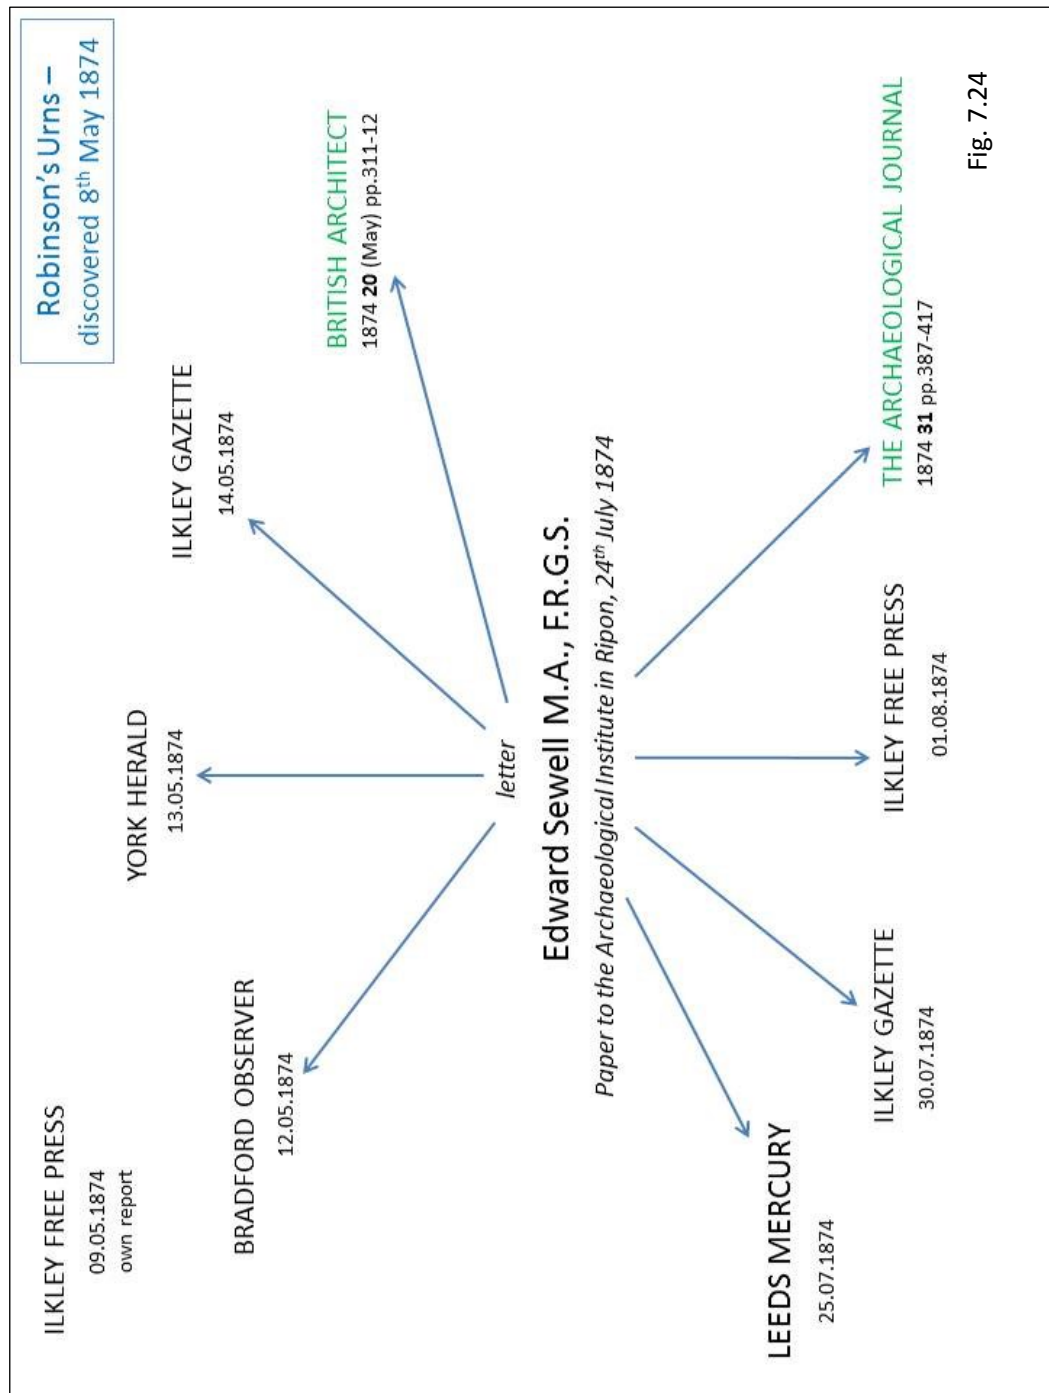 Robinson's Urns –
discovered 8th May 1874
ILKLEY FREE PRESS
09.05.1874
own report
BRADFORD OBSERVER
12.05.1874
YORK HERALD
13.05.1874
ILKLEY GAZETTE
14.05.1874
BRITISH ARCHITECT
1874 20 (May) pp.311-12
letter
Edward Sewell M.A., F.R.G.S.
Paper to the Archaeological Institute in Ripon, 24th July 1874
LEEDS MERCURY
25.07.1874
ILKLEY GAZETTE
30.07.1874
ILKLEY FREE PRESS
01.08.1874
THE ARCHAEOLOGICAL JOURNAL
1874 31 pp.387-417
Fig. 7.24